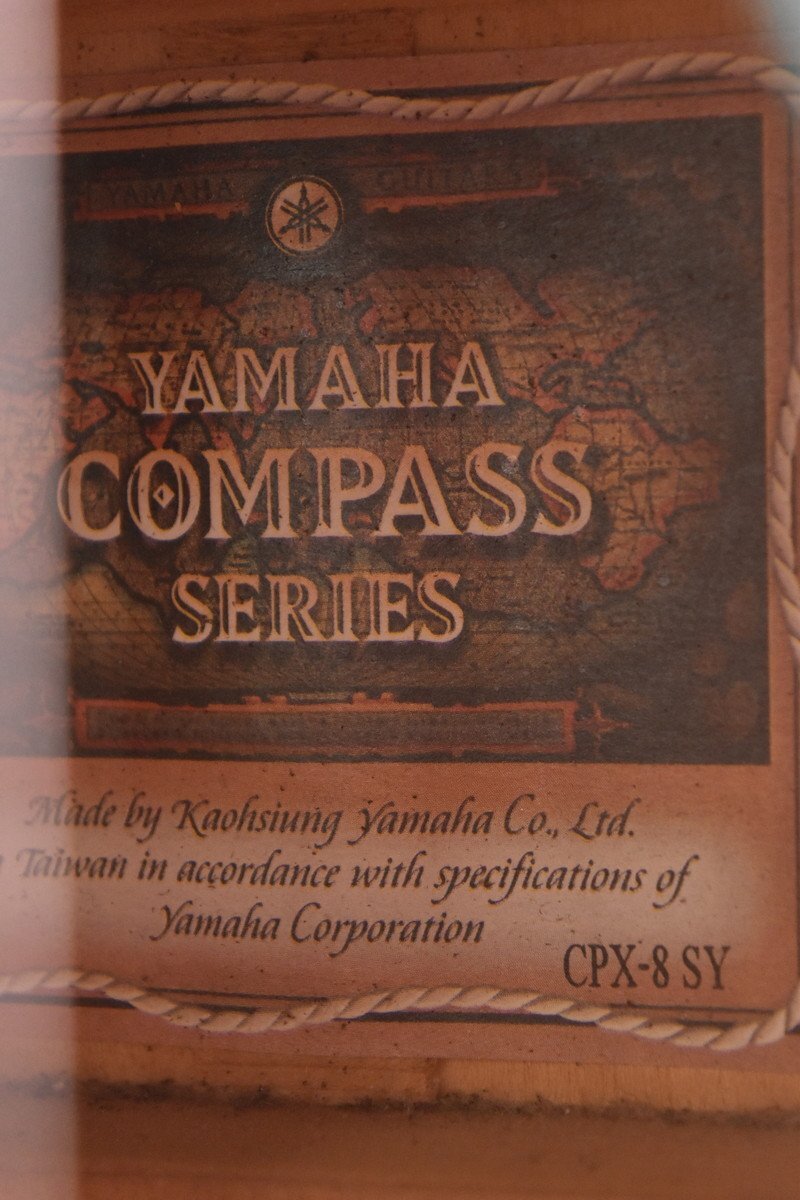 YAMAHA GUITARS
YAMAHA
COMPASS
SERIES
Made by Kaohsiung Yamaha Co., Ltd.
Taiwan in accordance with specifications of
Yamaha Corporation
CPX-8 SY